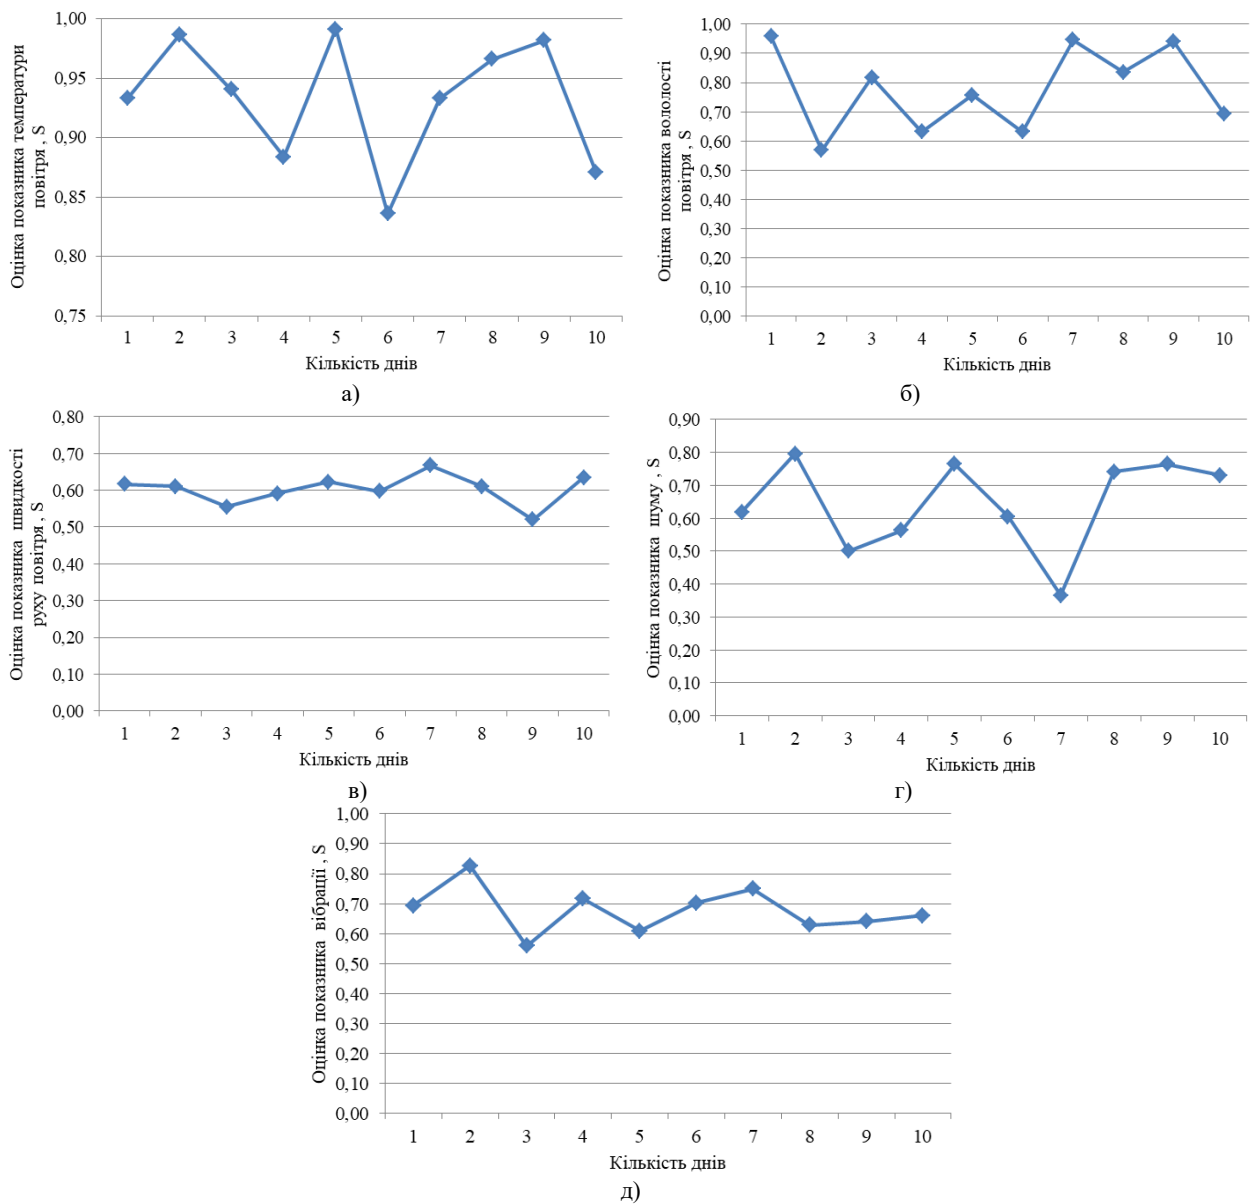 Оцінка показника температури
повітря , S
1,00
0,95
0,90
0,85
0,80
0,75
1 2 3 4 5 6 7 8 9 10
Кількість днів
а)
Оцінка показника вололості
повітря , S
1,00
0,90
0,80
0,70
0,60
0,50
0,40
0,30
0,20
0,10
0,00
1 2 3 4 5 6 7 8 9 10
Кількість днів
б)
Оцінка показника швидкості
руху повітря , S
0,80
0,70
0,60
0,50
0,40
0,30
0,20
0,10
0,00
1 2 3 4 5 6 7 8 9 10
Кількість днів
в)
Оцінка показника шуму , S
0,90
0,80
0,70
0,60
0,50
0,40
0,30
0,20
0,10
0,00
1 2 3 4 5 6 7 8 9 10
Кількість днів
г)
Оцінка показника вібрації , S
1,00
0,90
0,80
0,70
0,60
0,50
0,40
0,30
0,20
0,10
0,00
1 2 3 4 5 6 7 8 9 10
Кількість днів
д)